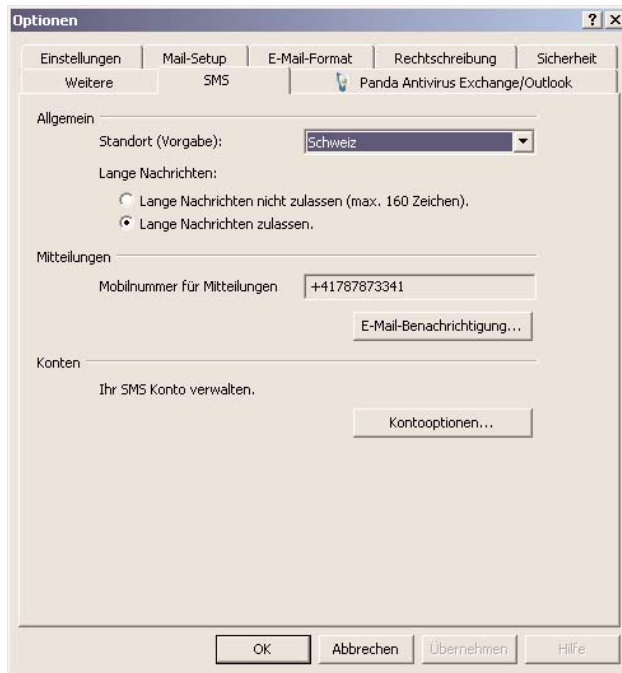 Optionen
Einstellungen Mail-Setup E-Mail-Format Rechtschreibung Sicherheit
Weitere SMS Panda Antivirus Exchange/Outlook
Allgemein
Standort (Vorgabe): Schweiz
Lange Nachrichten:
Lange Nachrichten nicht zulassen (max. 160 Zeichen).
Lange Nachrichten zulassen.
Mitteilungen
Mobilnummer für Mitteilungen +41787873341
E-Mail-Benachrichtigung...
Konten
Ihr SMS Konto verwalten.
Kontooptionen...
OK Abbrechen Übernehmen Hilfe